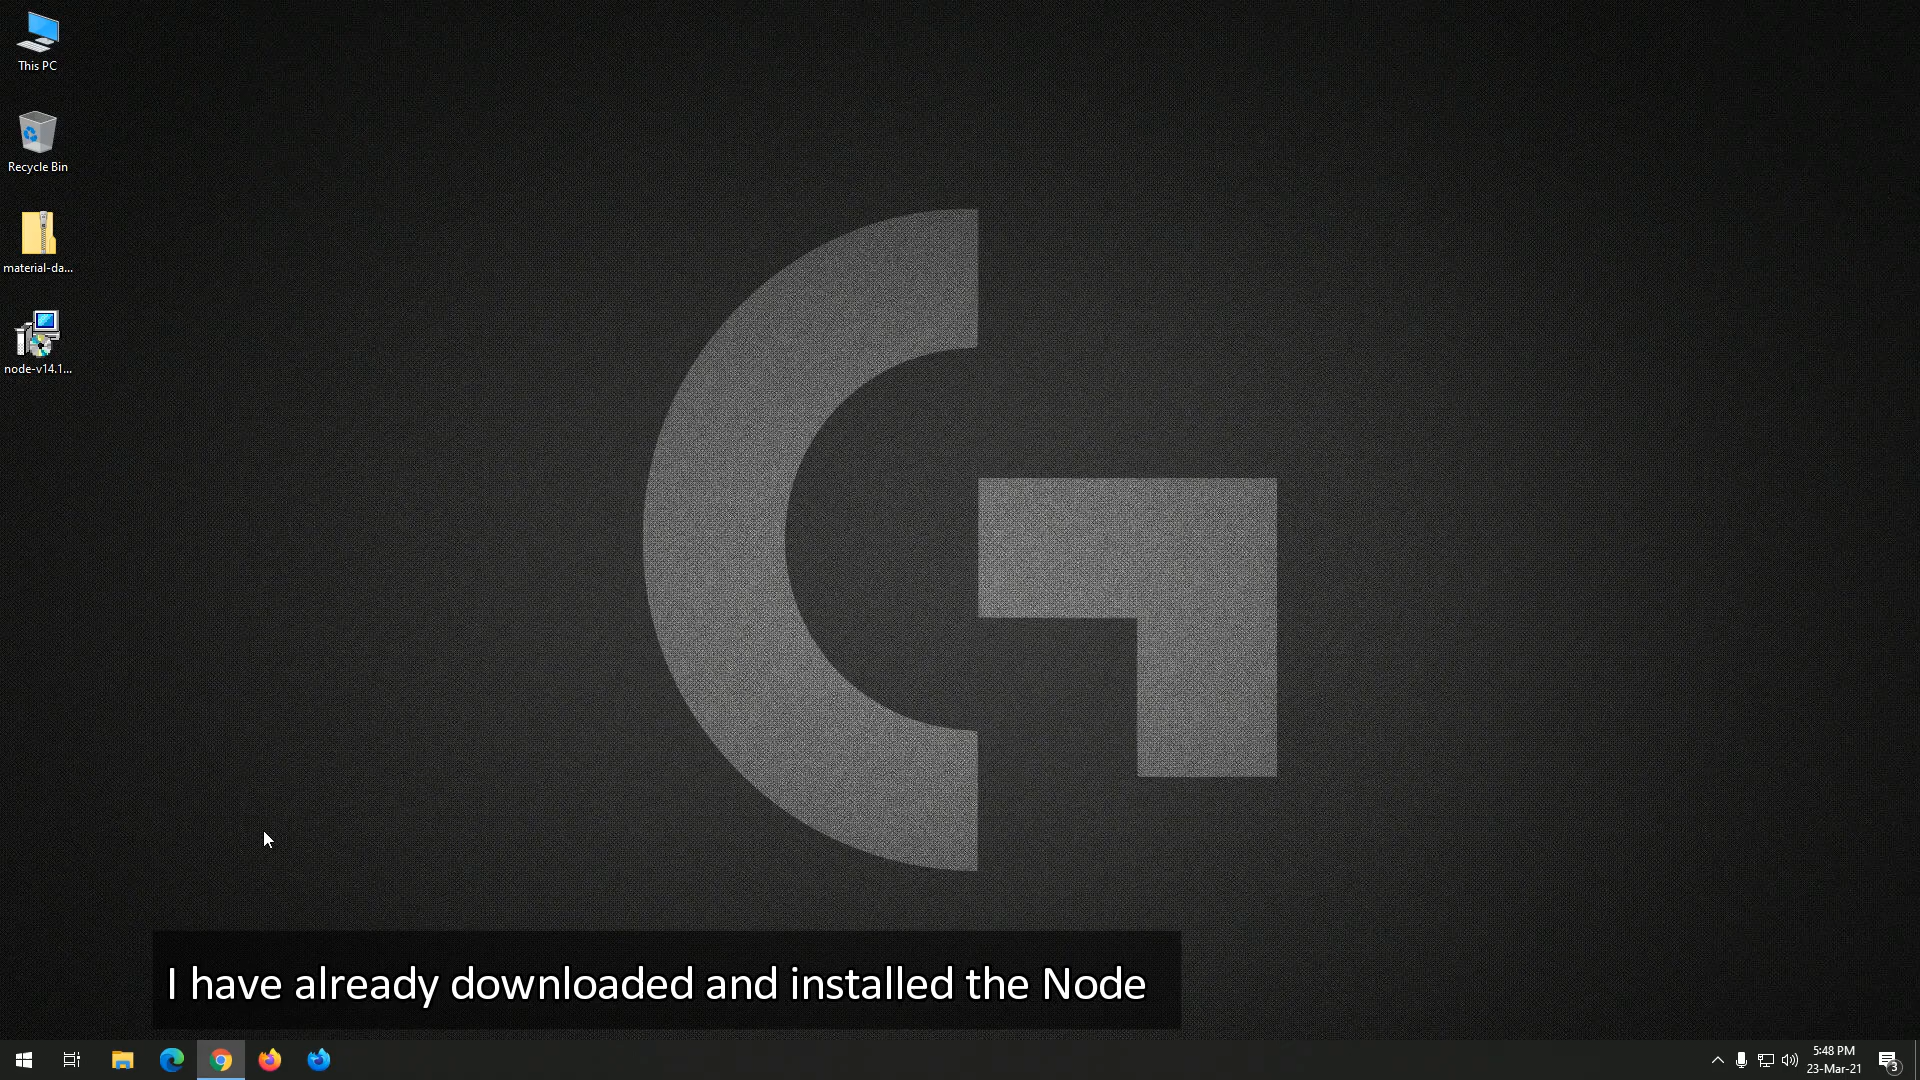 This PC
Recycle Bin
material-da...
node-v14.1...
I have already downloaded and installed the Node
5:48 PM
23-Mar-21
3